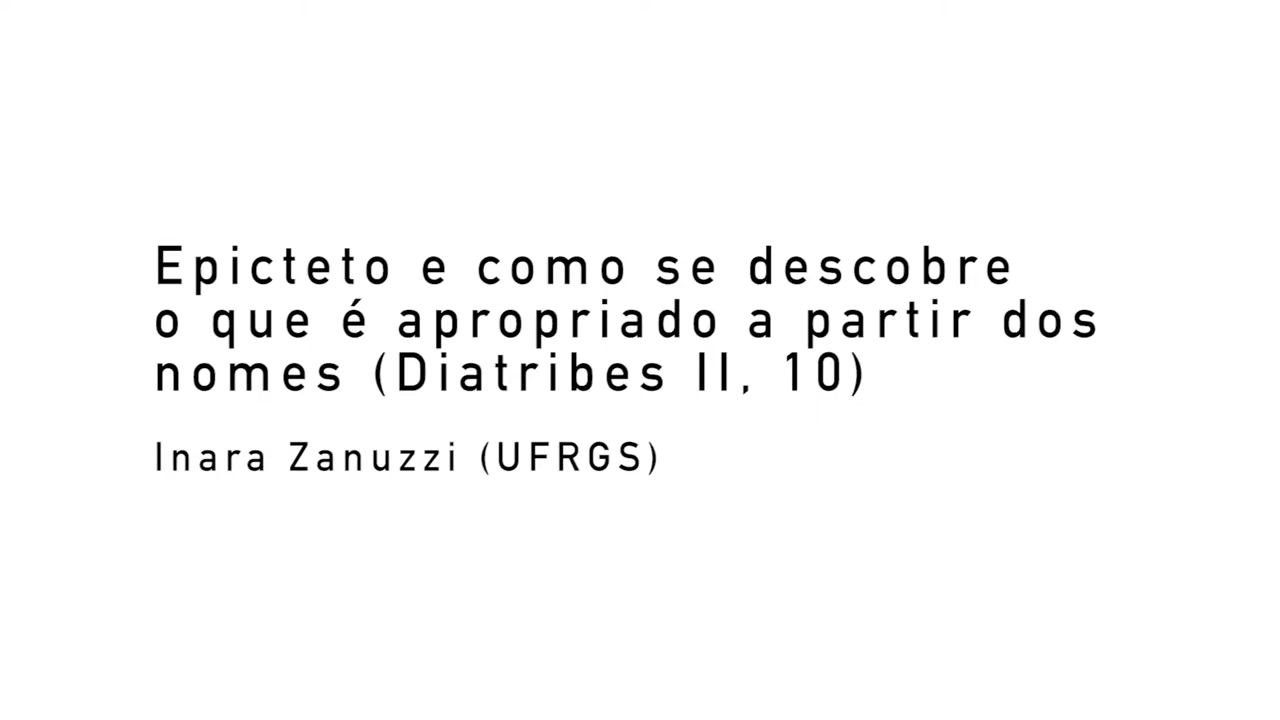 Epicteto e como se descobre
o que é apropriado a partir dos
nomes (Diatribes II, 10)
Inara Zanuzzi (UFRGS)